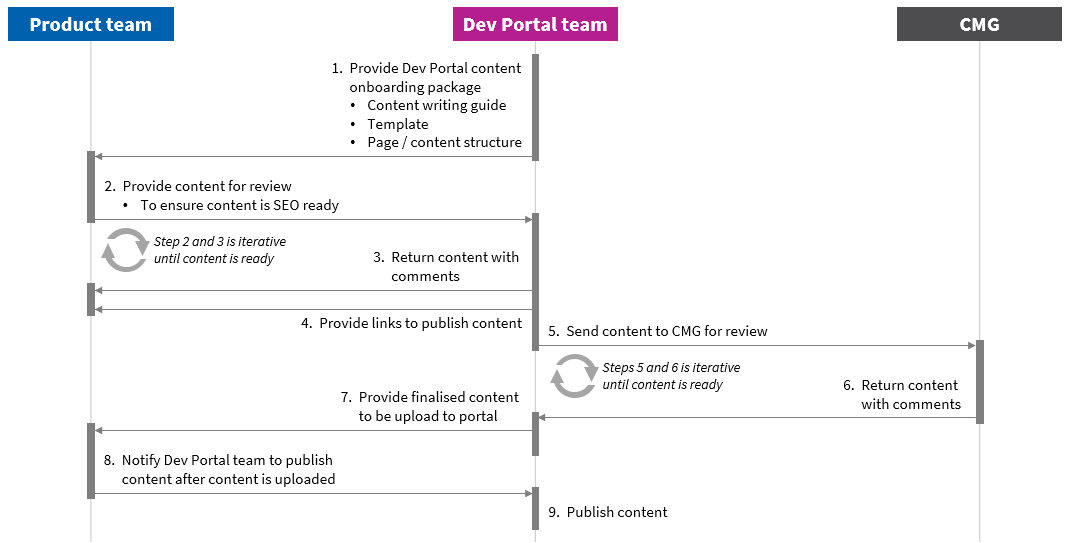 Product team
Dev Portal team
CMG
1. Provide Dev Portal content
onboarding package
• Content writing guide
• Template
• Page / content structure
2. Provide content for review
• To ensure content is SEO ready
Step 2 and 3 is iterative
until content is ready
3. Return content with
comments
4. Provide links to publish content
5. Send content to CMG for review
Steps 5 and 6 is iterative
until content is ready
6. Return content
with comments
7. Provide finalised content
to be upload to portal
8. Notify Dev Portal team to publish
content after content is uploaded
9. Publish content